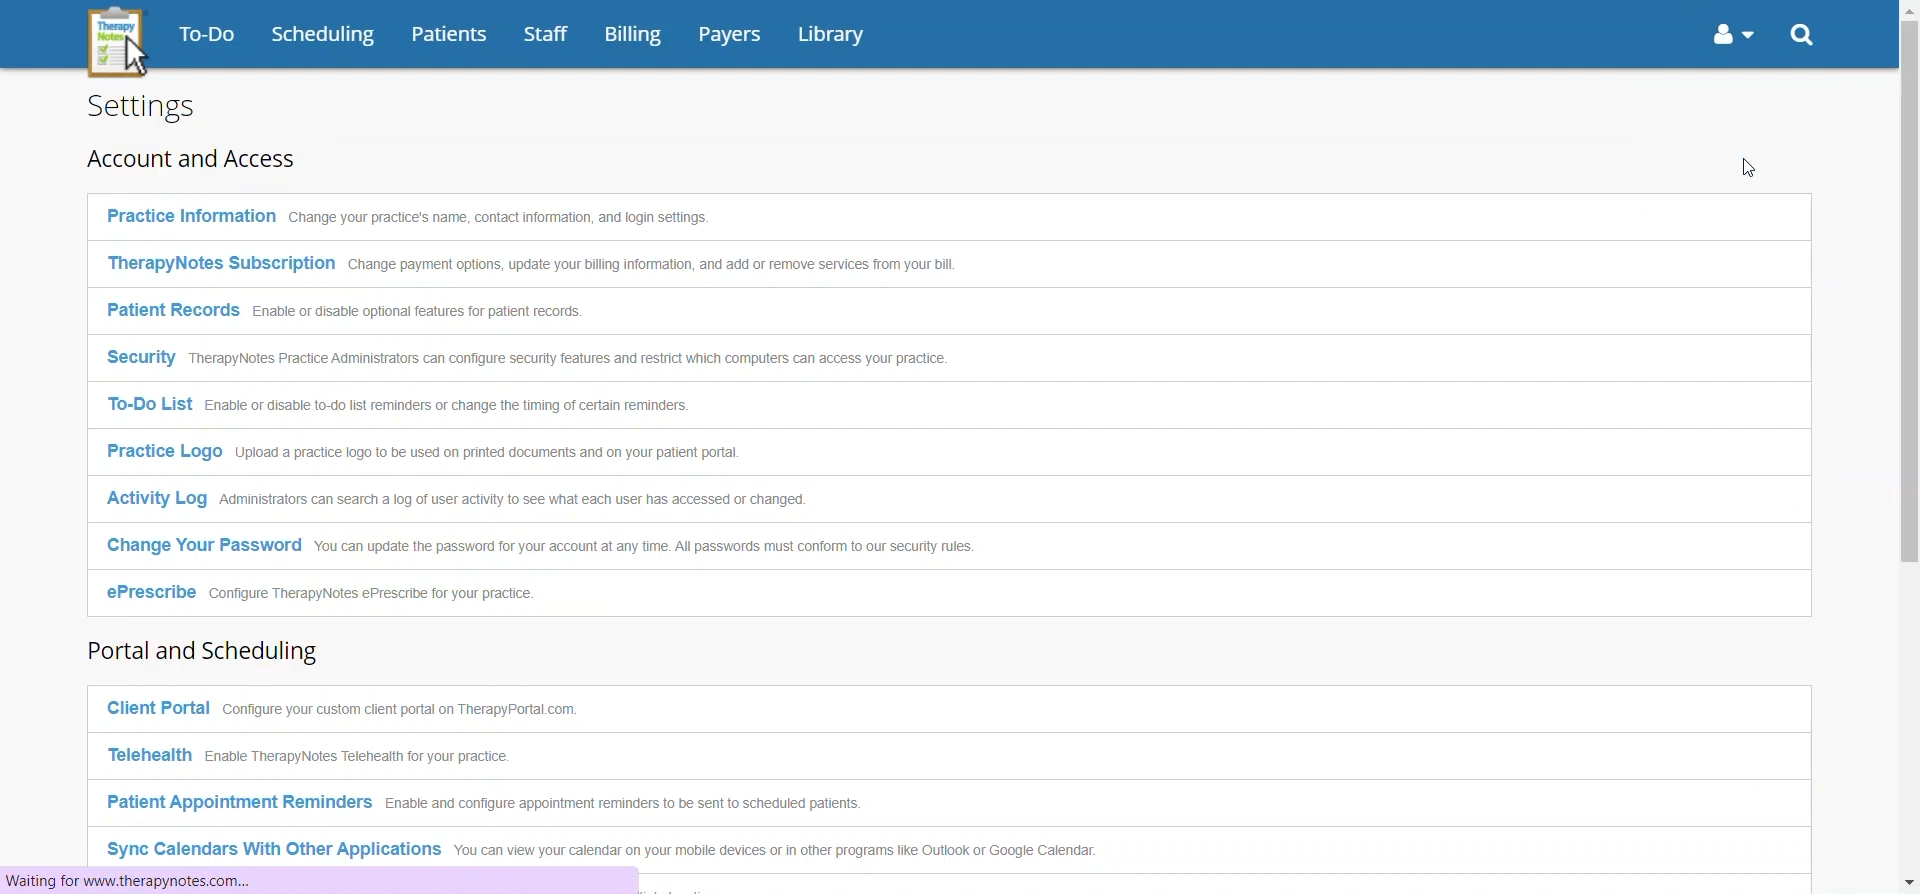 Therapy
Notes
To-Do Scheduling Patients Staff Billing Payers Library
Settings
Account and Access
Practice Information Change your practice's name, contact information, and login settings.
TherapyNotes Subscription Change payment options, update your billing information, and add or remove services from your bill.
Patient Records Enable or disable optional features for patient records.
Security TherapyNotes Practice Administrators can configure security features and restrict which computers can access your practice.
To-Do List Enable or disable to-do list reminders or change the timing of certain reminders.
Practice Logo Upload a practice logo to be used on printed documents and on your patient portal.
Activity Log Administrators can search a log of user activity to see what each user has accessed or changed.
Change Your Password You can update the password for your account at any time. All passwords must conform to our security rules.
ePrescribe Configure TherapyNotes ePrescribe for your practice.
Portal and Scheduling
Client Portal Configure your custom client portal on TherapyPortal.com.
Telehealth Enable TherapyNotes Telehealth for your practice.
Patient Appointment Reminders Enable and configure appointment reminders to be sent to scheduled patients.
Sync Calendars With Other Applications You can view your calendar on your mobile devices or in other programs like Outlook or Google Calendar.
Waiting for www.therapynotes.com...